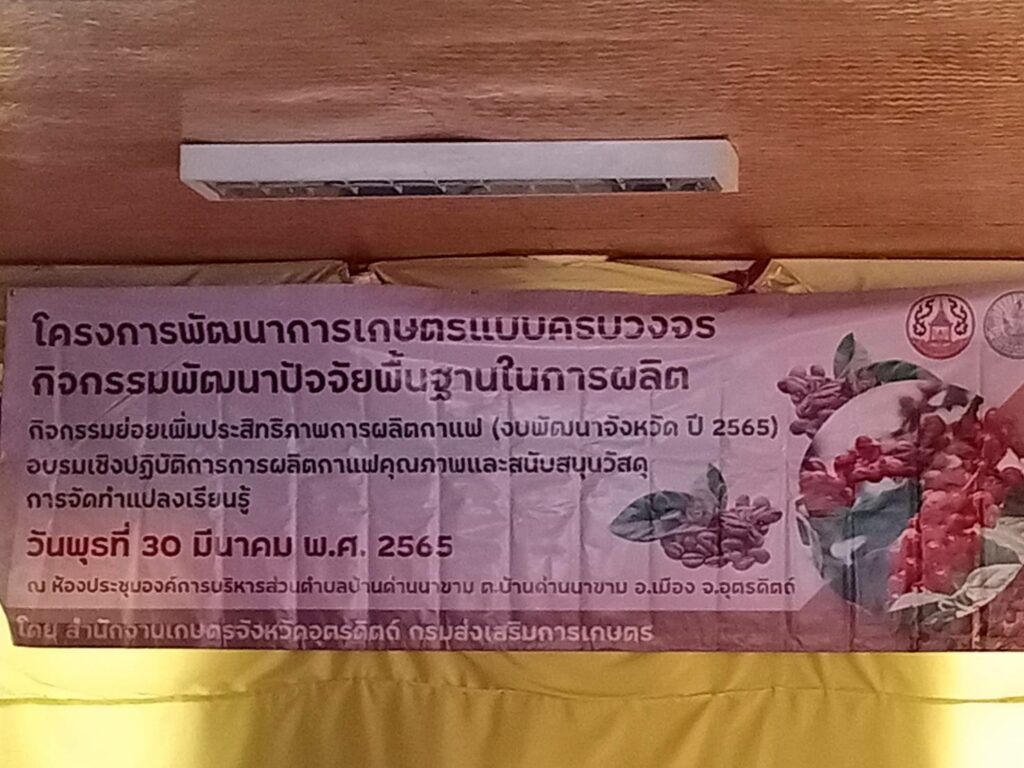 โครงการพัฒนาการเกษตรแบบครบวงจร
กิจกรรมพัฒนาปัจจัยพื้นฐานในการผลิต
กิจกรรมย่อยเพิ่มประสิทธิภาพการผลิตกาแฟ (งบพัฒนาจังหวัด ปี 2565)
อบรมเชิงปฏิบัติการการผลิตกาแฟคุณภาพและสนับสนุนวัสดุ
การจัดทำแปลงเรียนรู้
วันพุธที่ 30 มีนาคม พ.ศ. 2565
ณ ห้องประชุมองค์การบริหารส่วนตำบลบ้านด่านนาขาม ต.บ้านด่านนาขาม อ.เมือง จ.อุตรดิตถ์
โดย สำนักงานเกษตรจังหวัดอุตรดิตถ์ กรมส่งเสริมการเกษตร